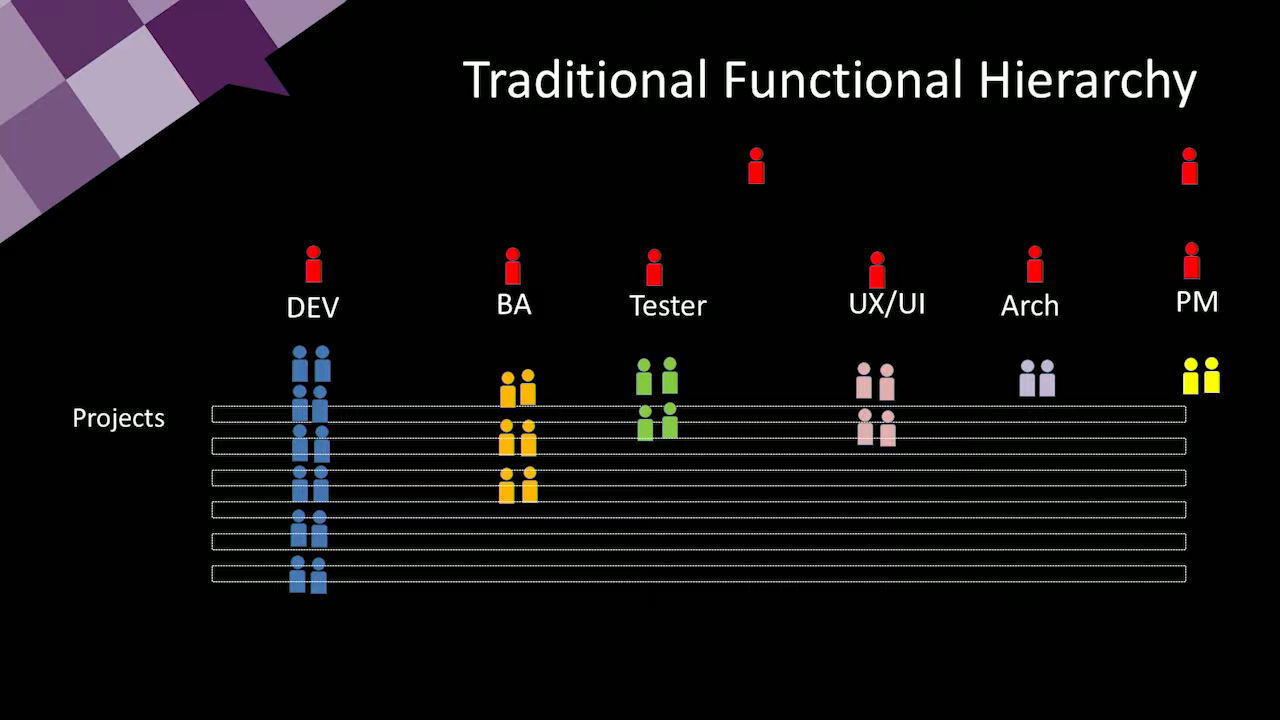 Traditional Functional Hierarchy
DEV
BA
Tester
UX/UI
Arch
PM
Projects